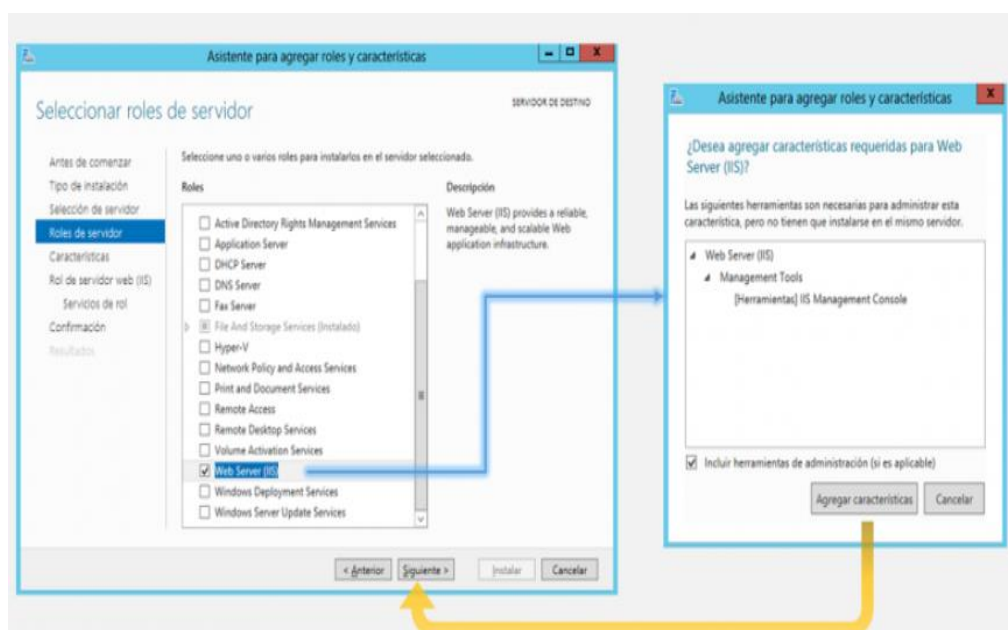 Asistente para agregar roles y características
Seleccionar roles de servidor
SERVIDOR DE DESTINO
Antes de comenzar
Tipo de instalación
Selección de servidor
Roles de servidor
Características
Rol de servidor web (IIS)
Servicios de rol
Confirmación
Resultados
Seleccione uno o varios roles para instalarlos en el servidor seleccionado.
Roles
Active Directory Rights Management Services
Application Server
DHCP Server
DNS Server
Fax Server
File And Storage Services (Instalado)
Hyper-V
Network Policy and Access Services
Print and Document Services
Remote Access
Remote Desktop Services
Volume Activation Services
Web Server (IIS)
Windows Deployment Services
Windows Server Update Services
Descripción
Web Server (IIS) provides a reliable,
manageable, and scalable Web
application infrastructure.
< Anterior
Siguiente >
Instalar
Cancelar
Asistente para agregar roles y características
X
¿Desea agregar características requeridas para Web
Server (IIS)?
Las siguientes herramientas son necesarias para administrar esta
característica, pero no tienen que instalarse en el mismo servidor.
Web Server (IIS)
Management Tools
[Herramientas] IIS Management Console
Incluir herramientas de administración (si es aplicable)
Agregar características
Cancelar